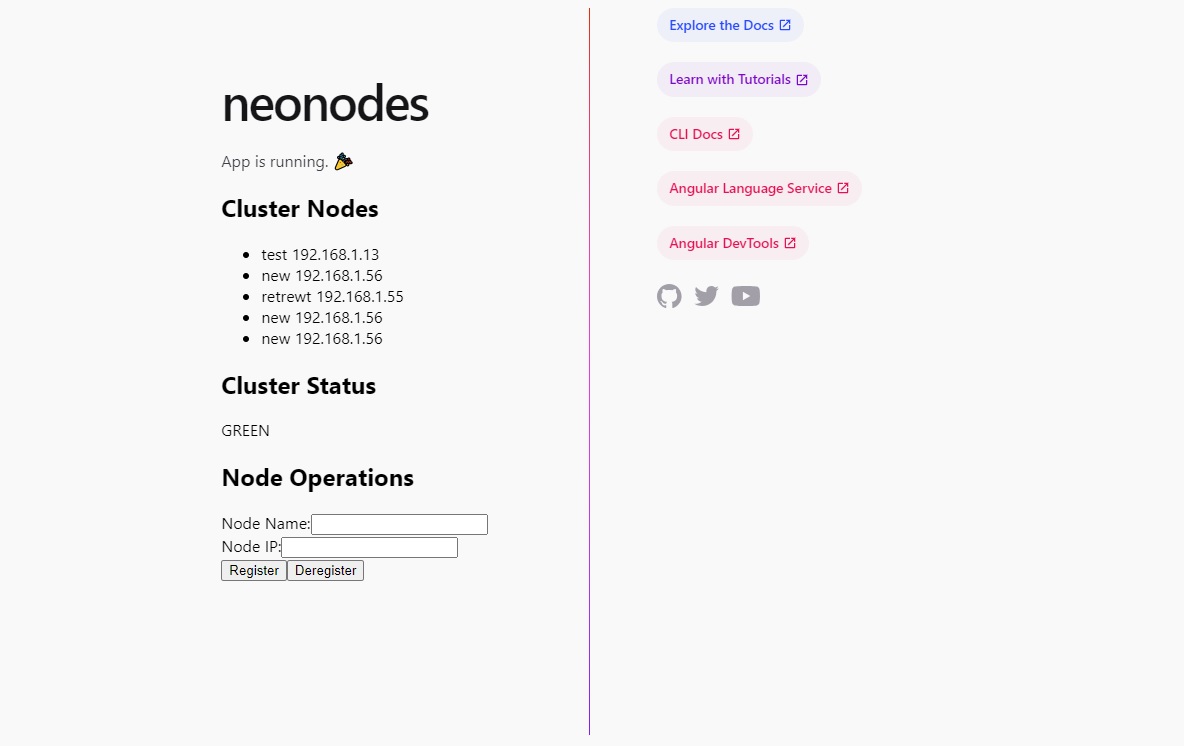 neonodes
App is running. 🎉
Cluster Nodes
test 192.168.1.13
new 192.168.1.56
retrewt 192.168.1.55
new 192.168.1.56
new 192.168.1.56
Cluster Status
GREEN
Node Operations
Node Name:
Node IP:
Register Deregister
Explore the Docs
Learn with Tutorials
CLI Docs
Angular Language Service
Angular DevTools